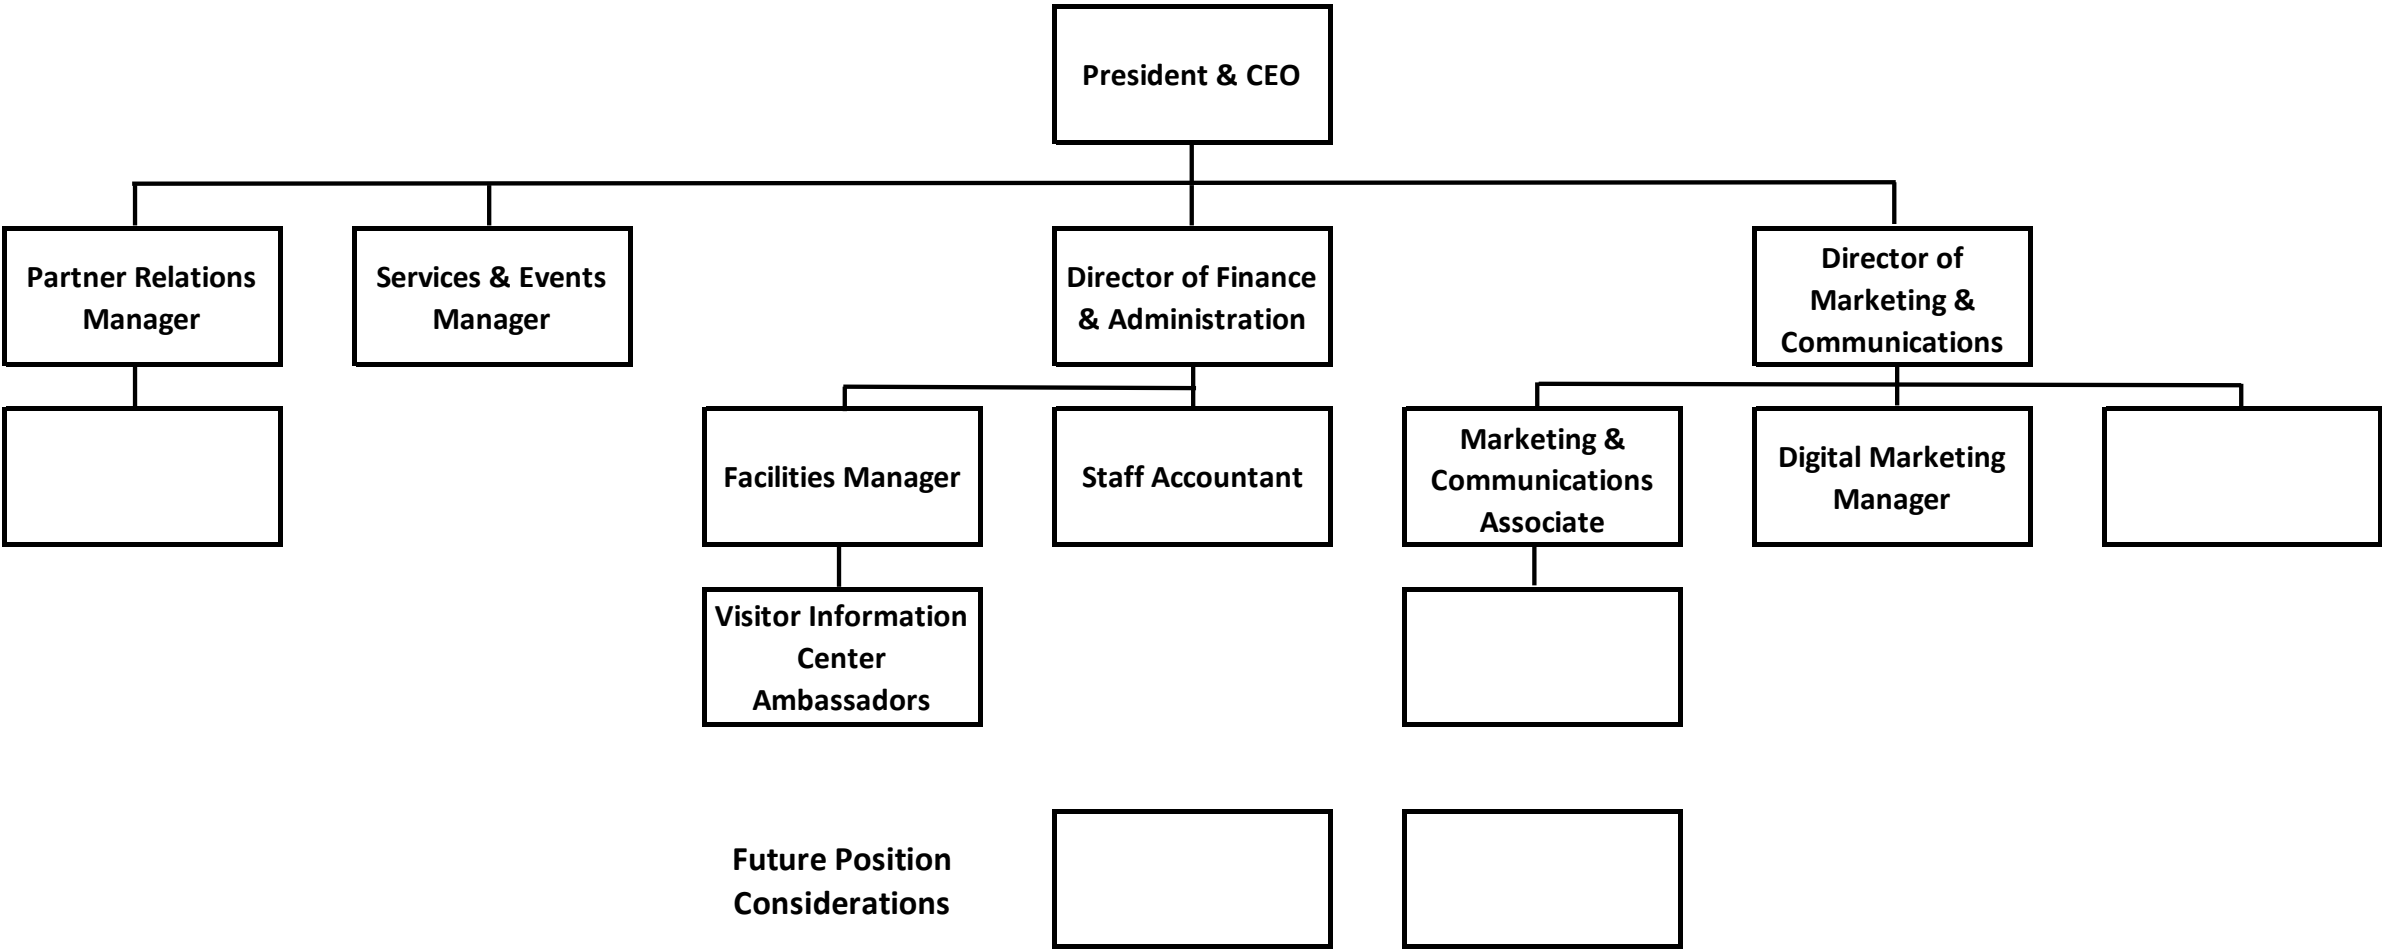 President & CEO
Partner Relations
Manager
Services & Events
Manager
Director of Finance
& Administration
Director of
Marketing &
Communications
Facilities Manager
Staff Accountant
Marketing &
Communications
Associate
Digital Marketing
Manager
Visitor Information
Center
Ambassadors
Future Position
Considerations